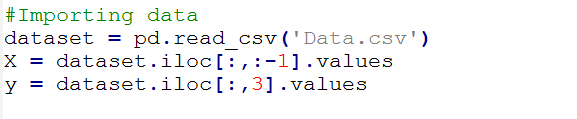 #Importing data
dataset = pd.read_csv('Data.csv')
X = dataset.iloc[:,:-1].values
y = dataset.iloc[:,3].values